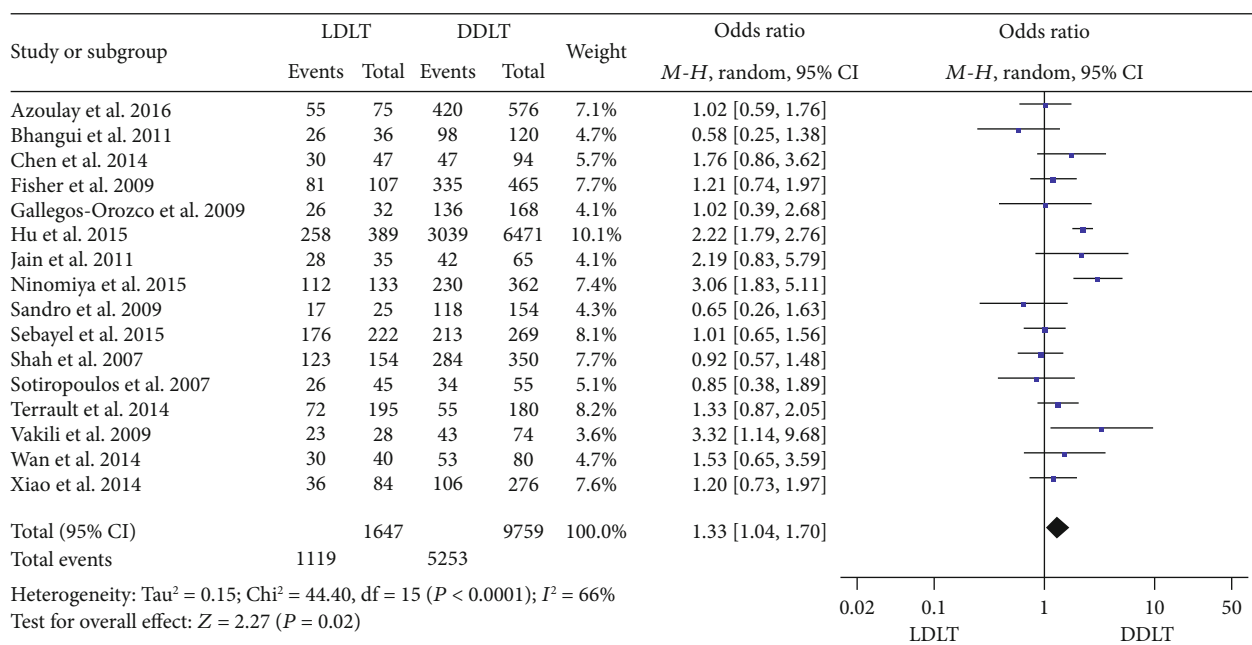 LDLT DDLT Odds ratio Odds ratio
Study or subgroup Weight
Events Total Events Total M-H, random, 95% CI M-H, random, 95% CI
Azoulay et al. 2016 55 75 420 576 7.1% 1.02 [0.59, 1.76]
Bhangui et al. 2011 26 36 98 120 4.7% 0.58 [0.25, 1.38]
Chen et al. 2014 30 47 47 94 5.7% 1.76 [0.86, 3.62]
Fisher et al. 2009 81 107 335 465 7.7% 1.21 [0.74, 1.97]
Gallegos-Orozco et al. 2009 26 32 136 168 4.1% 1.02 [0.39, 2.68]
Hu et al. 2015 258 389 3039 6471 10.1% 2.22 [1.79, 2.76]
Jain et al. 2011 28 35 42 65 4.1% 2.19 [0.83, 5.79]
Ninomiya et al. 2015 112 133 230 362 7.4% 3.06 [1.83, 5.11]
Sandro et al. 2009 17 25 118 154 4.3% 0.65 [0.26, 1.63]
Sebayel et al. 2015 176 222 213 269 8.1% 1.01 [0.65, 1.56]
Shah et al. 2007 123 154 284 350 7.7% 0.92 [0.57, 1.48]
Sotiropoulos et al. 2007 26 45 34 55 5.1% 0.85 [0.38, 1.89]
Terrault et al. 2014 72 195 55 180 8.2% 1.33 [0.87, 2.05]
Vakili et al. 2009 23 28 43 74 3.6% 3.32 [1.14, 9.68]
Wan et al. 2014 30 40 53 80 4.7% 1.53 [0.65, 3.59]
Xiao et al. 2014 36 84 106 276 7.6% 1.20 [0.73, 1.97]
Total (95% CI) 1647 9759 100.0% 1.33 [1.04, 1.70]
Total events 1119 5253
Heterogeneity: Tau² = 0.15; Chi² = 44.40, df = 15 (P < 0.0001); I² = 66%
Test for overall effect: Z = 2.27 (P = 0.02)
0.02 0.1 1 10 50
LDLT DDLT